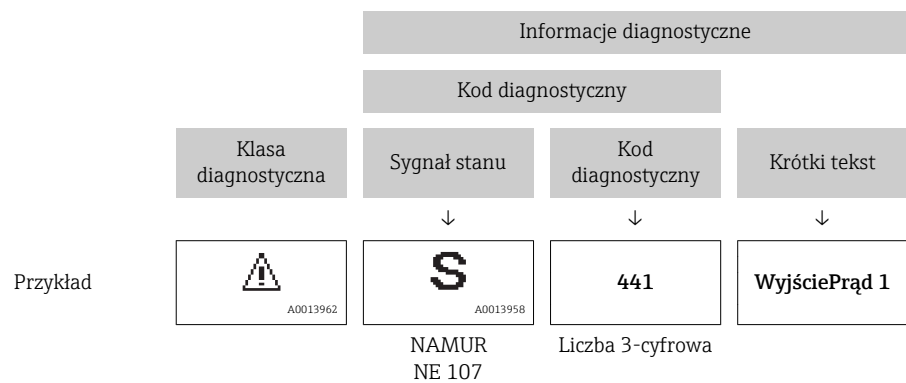 Informacje diagnostyczne
Kod diagnostyczny
Klasa
diagnostyczna
Sygnał stanu
Kod
diagnostyczny
Krótki tekst
↓ ↓ ↓
Przykład
A0013962
S
A0013958
441
WyjściePrąd 1
NAMUR
NE 107
Liczba 3-cyfrowa